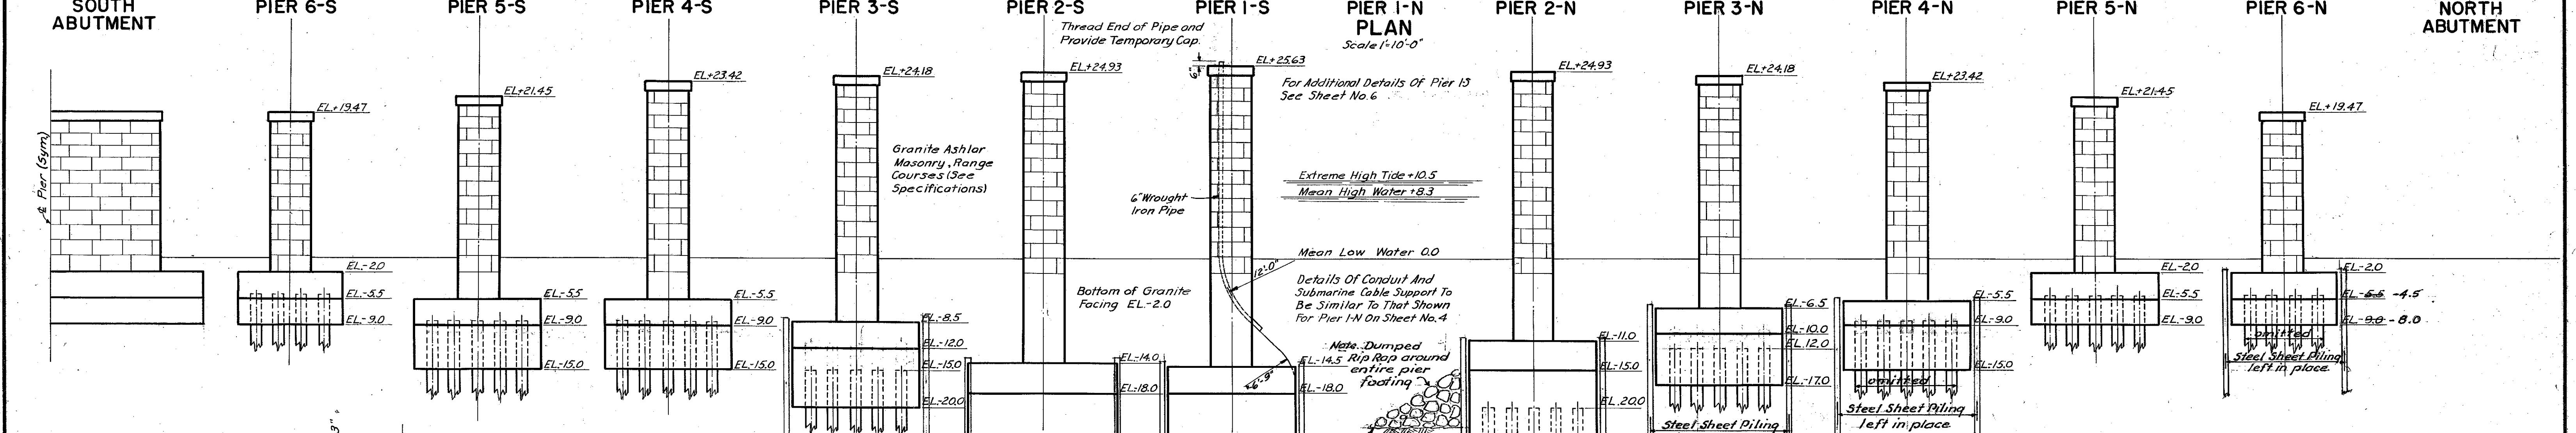 SOUTH
ABUTMENT
PIER 6-S
PIER 5-S
PIER 4-S
PIER 3-S
PIER 2-S
PIER 1-S
PIER 1-N
PIER 2-N
PIER 3-N
PIER 4-N
PIER 5-N
PIER 6-N
NORTH
ABUTMENT
PLAN
Scale 1"=10'-0"
Thread End of Pipe and
Provide Temporary Cap.
6"
EL.+19.47
EL.+21.45
EL.+23.42
EL.+24.18
EL.+24.93
EL.+25.63
EL.+24.93
EL.+24.18
EL.+23.42
EL.+21.45
EL.+19.47
For Additional Details Of Pier 1S
See Sheet No. 6
℄ Pier (Sym)
Granite Ashlar
Masonry, Range
Courses (See
Specifications)
6" Wrought
Iron Pipe
Extreme High Tide +10.5
Mean High Water +8.3
Mean Low Water 0.0
12'-0"
Details Of Conduit And
Submarine Cable Support To
Be Similar To That Shown
For Pier 1-N On Sheet No. 4
Bottom of Granite
Facing EL.-2.0
Note: Dumped
Rip Rap around
entire pier
footing
6'-9"
EL.-2.0
EL.-5.5
EL.-9.0
EL.-5.5
EL.-9.0
EL.-15.0
EL.-5.5
EL.-9.0
EL.-15.0
EL.-8.5
EL.-12.0
EL.-15.0
EL.-20.0
EL.-14.0
EL.-18.0
EL.-14.5
EL.-18.0
EL.-11.0
EL.-15.0
EL.20.0
EL.-6.5
EL.-10.0
EL.12.0
EL.-17.0
Steel Sheet Piling
EL.-5.5
EL.-9.0
EL.-15.0
omitted
Steel Sheet Piling
left in place
EL.-2.0
EL.-5.5
EL.-9.0
EL.-2.0
EL.-5.5 -4.5
EL.-9.0 -8.0
omitted
Steel Sheet Piling
left in place
3"